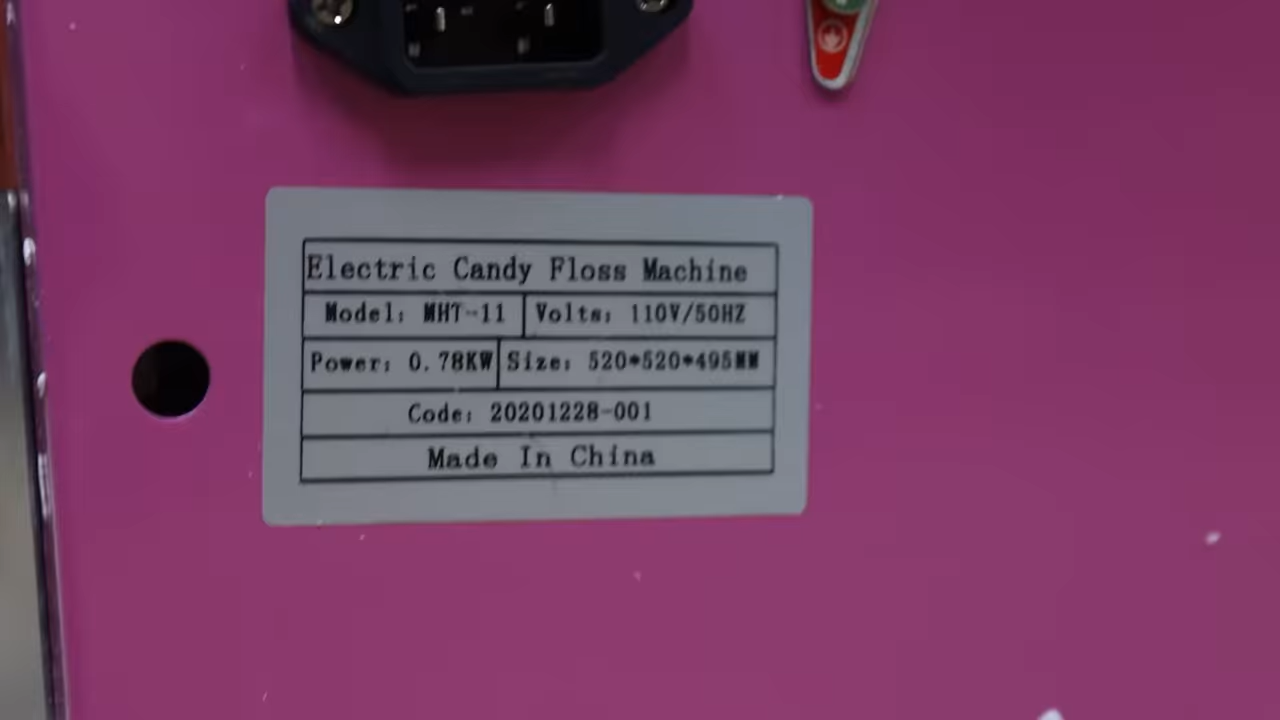 Electric Candy Floss Machine
Model: MHT-11 Volts: 110V/50HZ
Power: 0.78KW Size: 520*520*495MM
Code: 20201228-001
Made In China